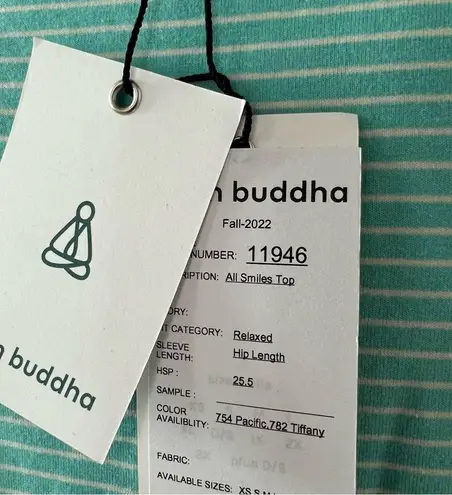 n buddha
n buddha
Fall-2022
NUMBER: 11946
RIPTION: All Smiles Top
ORY:
T CATEGORY: Relaxed
SLEEVE
LENGTH: Hip Length
HSP : 25.5
SAMPLE :
COLOR
AVAILIBLITY: 754 Pacific,782 Tiffany
FABRIC:
AVAILABLE SIZES: XS S M